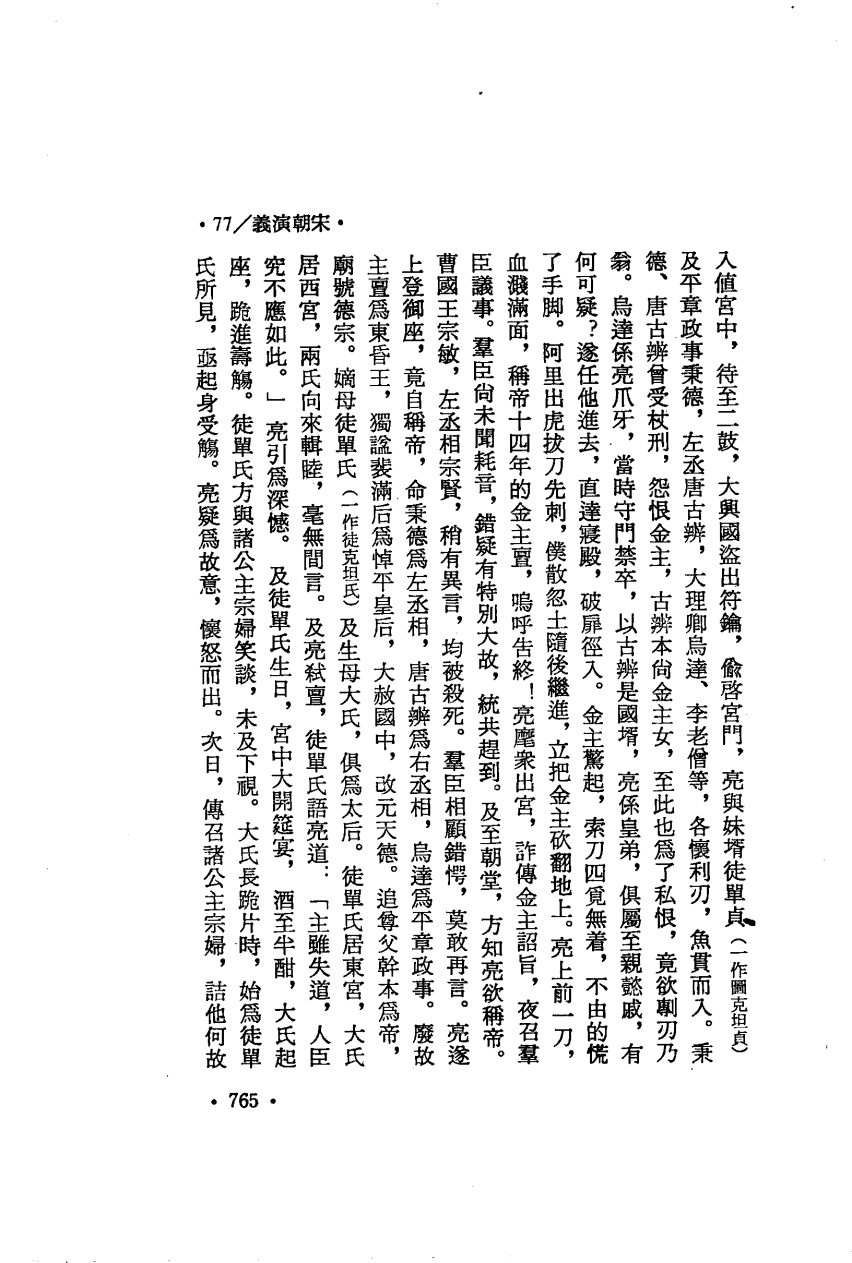 •77/義演朝宋•
入值宮中，待至二鼓，大興國盜出符鑰，偸啓宮門，亮與妹壻徒單貞（一作圖克坦貞）
及平章政事秉德，左丞唐古辨，大理卿烏達、李老僧等，各懷利刃，魚貫而入。秉
德、唐古辨曾受杖刑，怨恨金主，古辨本尙金主女，至此也爲了私恨，竟欲剚刃乃
翁。烏達係亮爪牙，當時守門禁卒，以古辨是國壻，亮係皇弟，俱屬至親懿戚，有
何可疑？遂任他進去，直達寢殿，破扉徑入。金主驚起，索刀四覓無着，不由的慌
了手脚。阿里出虎拔刀先刺，僕散忽土隨後繼進，立把金主砍翻地上。亮上前一刀，
血濺滿面，稱帝十四年的金主亶，嗚呼告終！亮麾衆出宮，詐傳金主詔旨，夜召羣
臣議事。羣臣尙未聞耗音，錯疑有特別大故，統共趕到。及至朝堂，方知亮欲稱帝。
曹國王宗敏，左丞相宗賢，稍有異言，均被殺死。羣臣相顧錯愕，莫敢再言。亮遂
上登御座，竟自稱帝，命秉德爲左丞相，唐古辨爲右丞相，烏達爲平章政事。廢故
主亶爲東昏王，獨諡裴滿后爲悼平皇后，大赦國中，改元天德。追尊父幹本爲帝，
廟號德宗。嫡母徒單氏（一作徒克坦氏）及生母大氏，俱爲太后。徒單氏居東宮，大氏
居西宮，兩氏向來輯睦，毫無間言。及亮弒亶，徒單氏語亮道：「主雖失道，人臣
究不應如此。」亮引爲深憾。及徒單氏生日，宮中大開筵宴，酒至半酣，大氏起
座，跪進壽觴。徒單氏方與諸公主宗婦笑談，未及下視。大氏長跪片時，始爲徒單
氏所見，亟起身受觴。亮疑爲故意，懷怒而出。次日，傳召諸公主宗婦，詰他何故
•765•